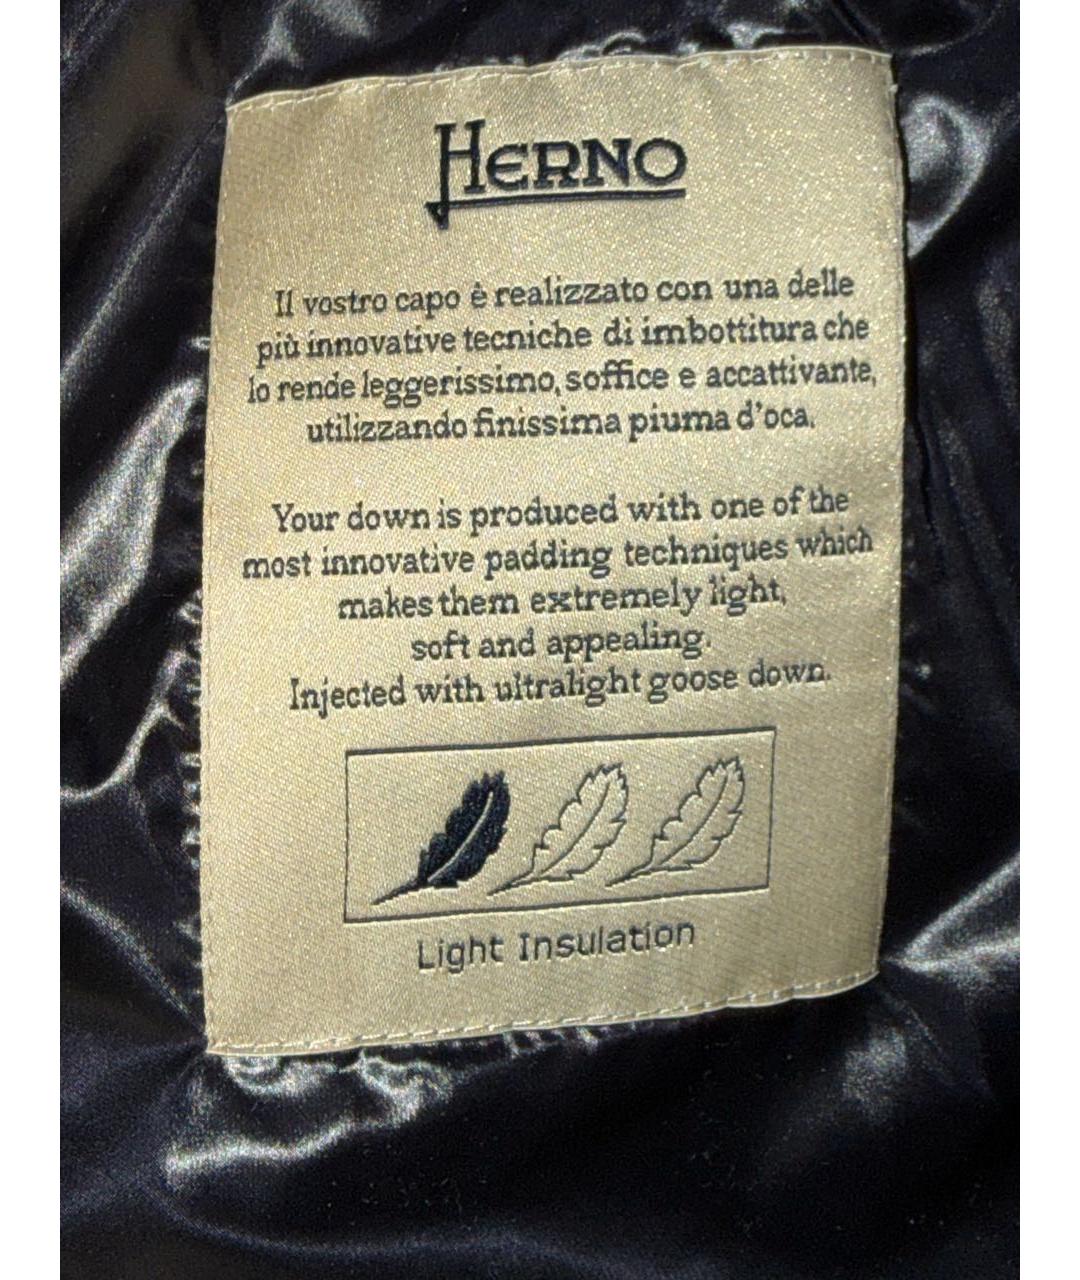 HERNO
Il vostro capo è realizzato con una delle
più innovative tecniche di imbottitura che
lo rende leggerissimo, soffice e accattivante,
utilizzando finissima piuma d'oca.
Your down is produced with one of the
most innovative padding techniques which
makes them extremely light,
soft and appealing.
Injected with ultralight goose down.
Light Insulation